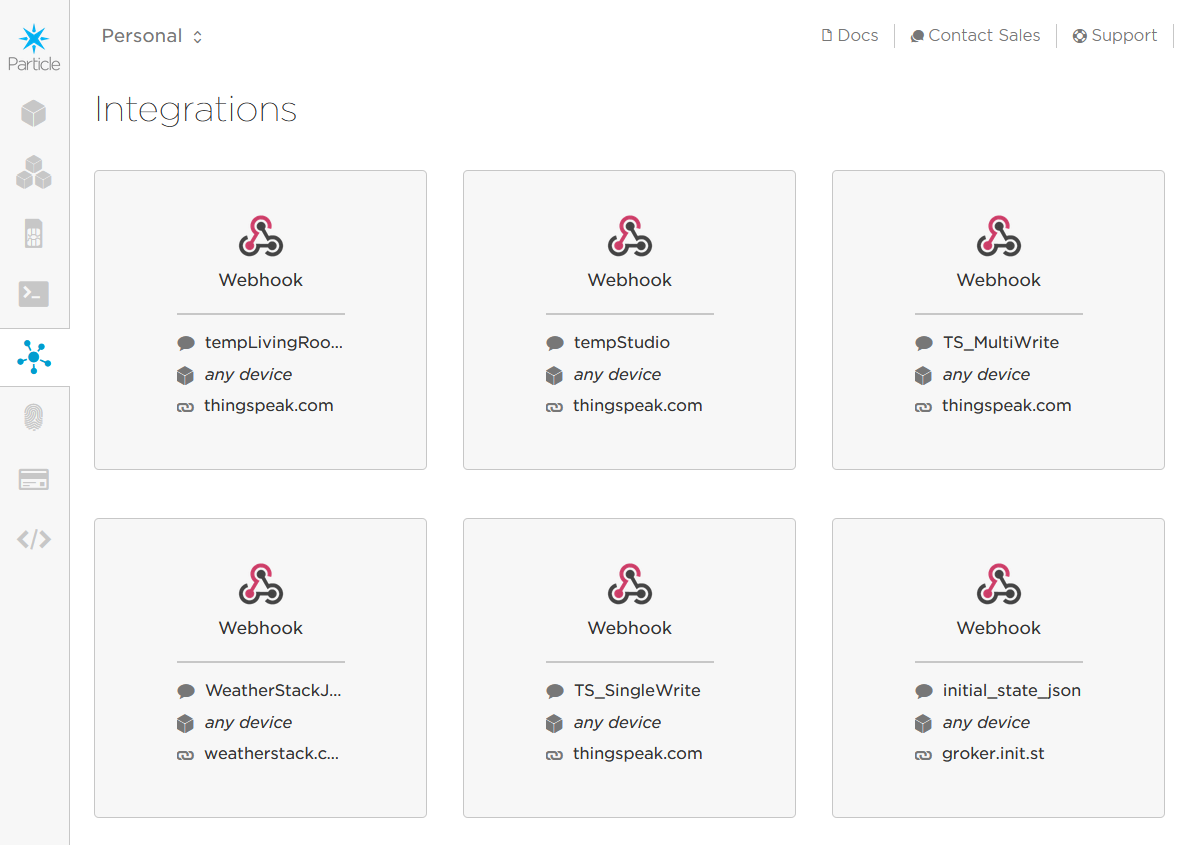 Particle
Personal
Docs
Contact Sales
Support
Integrations
Webhook
tempLivingRoo...
any device
thingspeak.com
Webhook
tempStudio
any device
thingspeak.com
Webhook
TS_MultiWrite
any device
thingspeak.com
Webhook
WeatherStackJ...
any device
weatherstack.c...
Webhook
TS_SingleWrite
any device
thingspeak.com
Webhook
initial_state_json
any device
groker.init.st